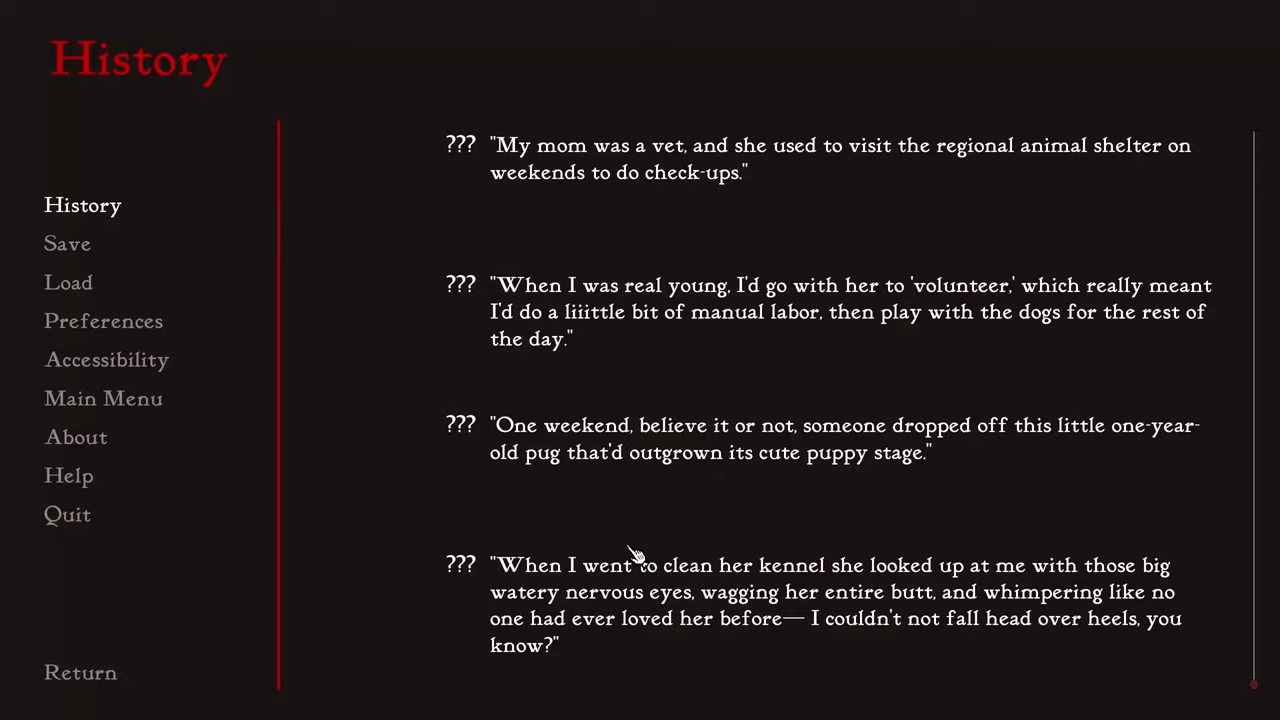 History
History
Save
Load
Preferences
Accessibility
Main Menu
About
Help
Quit
Return
??? "My mom was a vet, and she used to visit the regional animal shelter on
weekends to do check-ups."
??? "When I was real young, I'd go with her to 'volunteer,' which really meant
I'd do a liiittle bit of manual labor, then play with the dogs for the rest of
the day."
??? "One weekend, believe it or not, someone dropped off this little one-year-
old pug that'd outgrown its cute puppy stage."
??? "When I went to clean her kennel she looked up at me with those big
watery nervous eyes, wagging her entire butt, and whimpering like no
one had ever loved her before— I couldn't not fall head over heels, you
know?"